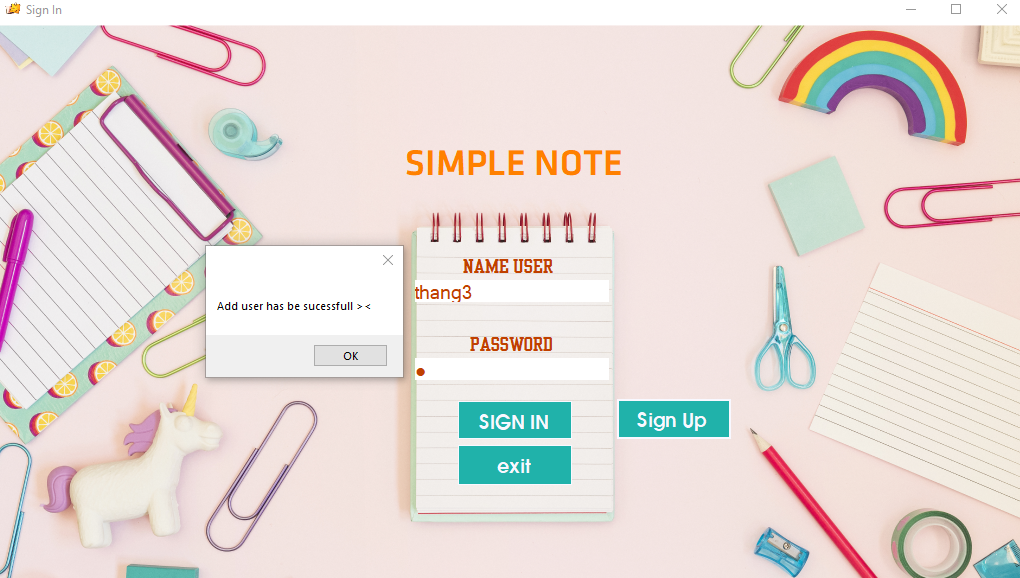 Sign In
SIMPLE NOTE
NAME USER
thang3
Add user has be sucessfull > <
OK
PASSWORD
●
SIGN IN
Sign Up
exit